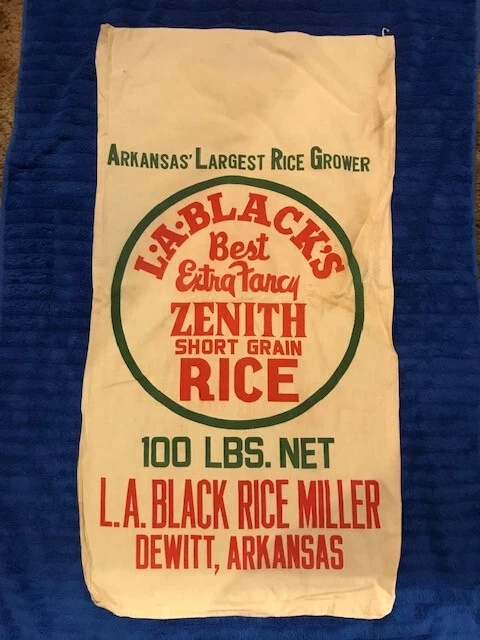 ARKANSAS' LARGEST RICE GROWER
L·A·BLACK'S
Best
Extra Fancy
ZENITH
SHORT GRAIN
RICE
100 LBS. NET
L.A. BLACK RICE MILLER
DEWITT, ARKANSAS